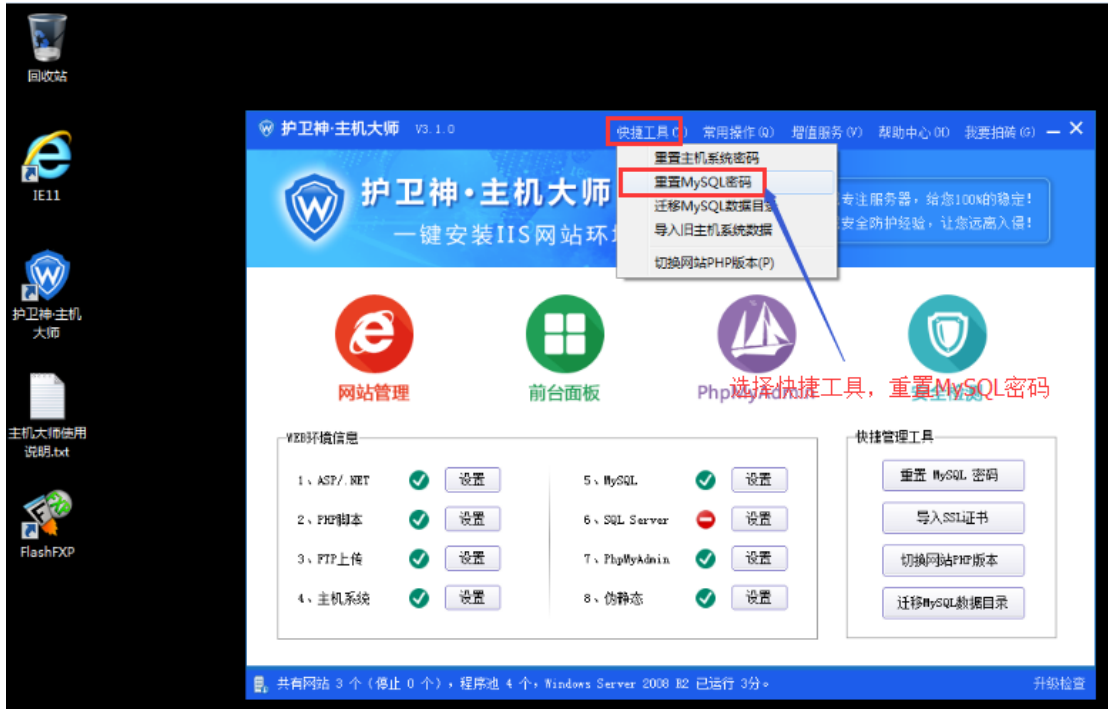 回收站
IE11
护卫神·主机
大师
主机大师使用
说明.txt
FlashFXP
护卫神·主机大师 V3.1.0
快捷工具 常用操作(Q) 增值服务(V) 帮助中心(H) 我要拍砖(G)
重置主机系统密码
重置MySQL密码
迁移MySQL数据目录
导入旧主机系统数据
切换网站PHP版本(P)
护卫神·主机大师
一键安装IIS网站环
专注服务器，给您100%的稳定！
安全防护经验，让您远离入侵！
网站管理
前台面板
PhpMyAdmin
安全检测
选择快捷工具，重置MySQL密码
WEB环境信息
1、ASP/.NET 设置
2、PHP脚本 设置
3、FTP上传 设置
4、主机系统 设置
5、MySQL 设置
6、SQL Server 设置
7、PhpMyAdmin 设置
8、伪静态 设置
快捷管理工具
重置 MySQL 密码
导入SSL证书
切换网站PHP版本
迁移MySQL数据目录
共有网站 3 个（停止 0 个），程序池 4 个，Windows Server 2008 R2 已运行 3分。
升级检查